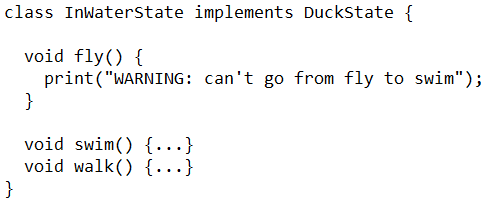 class InWaterState implements DuckState {
void fly() {
print("WARNING: can't go from fly to swim");
}
void swim() {...}
void walk() {...}
}